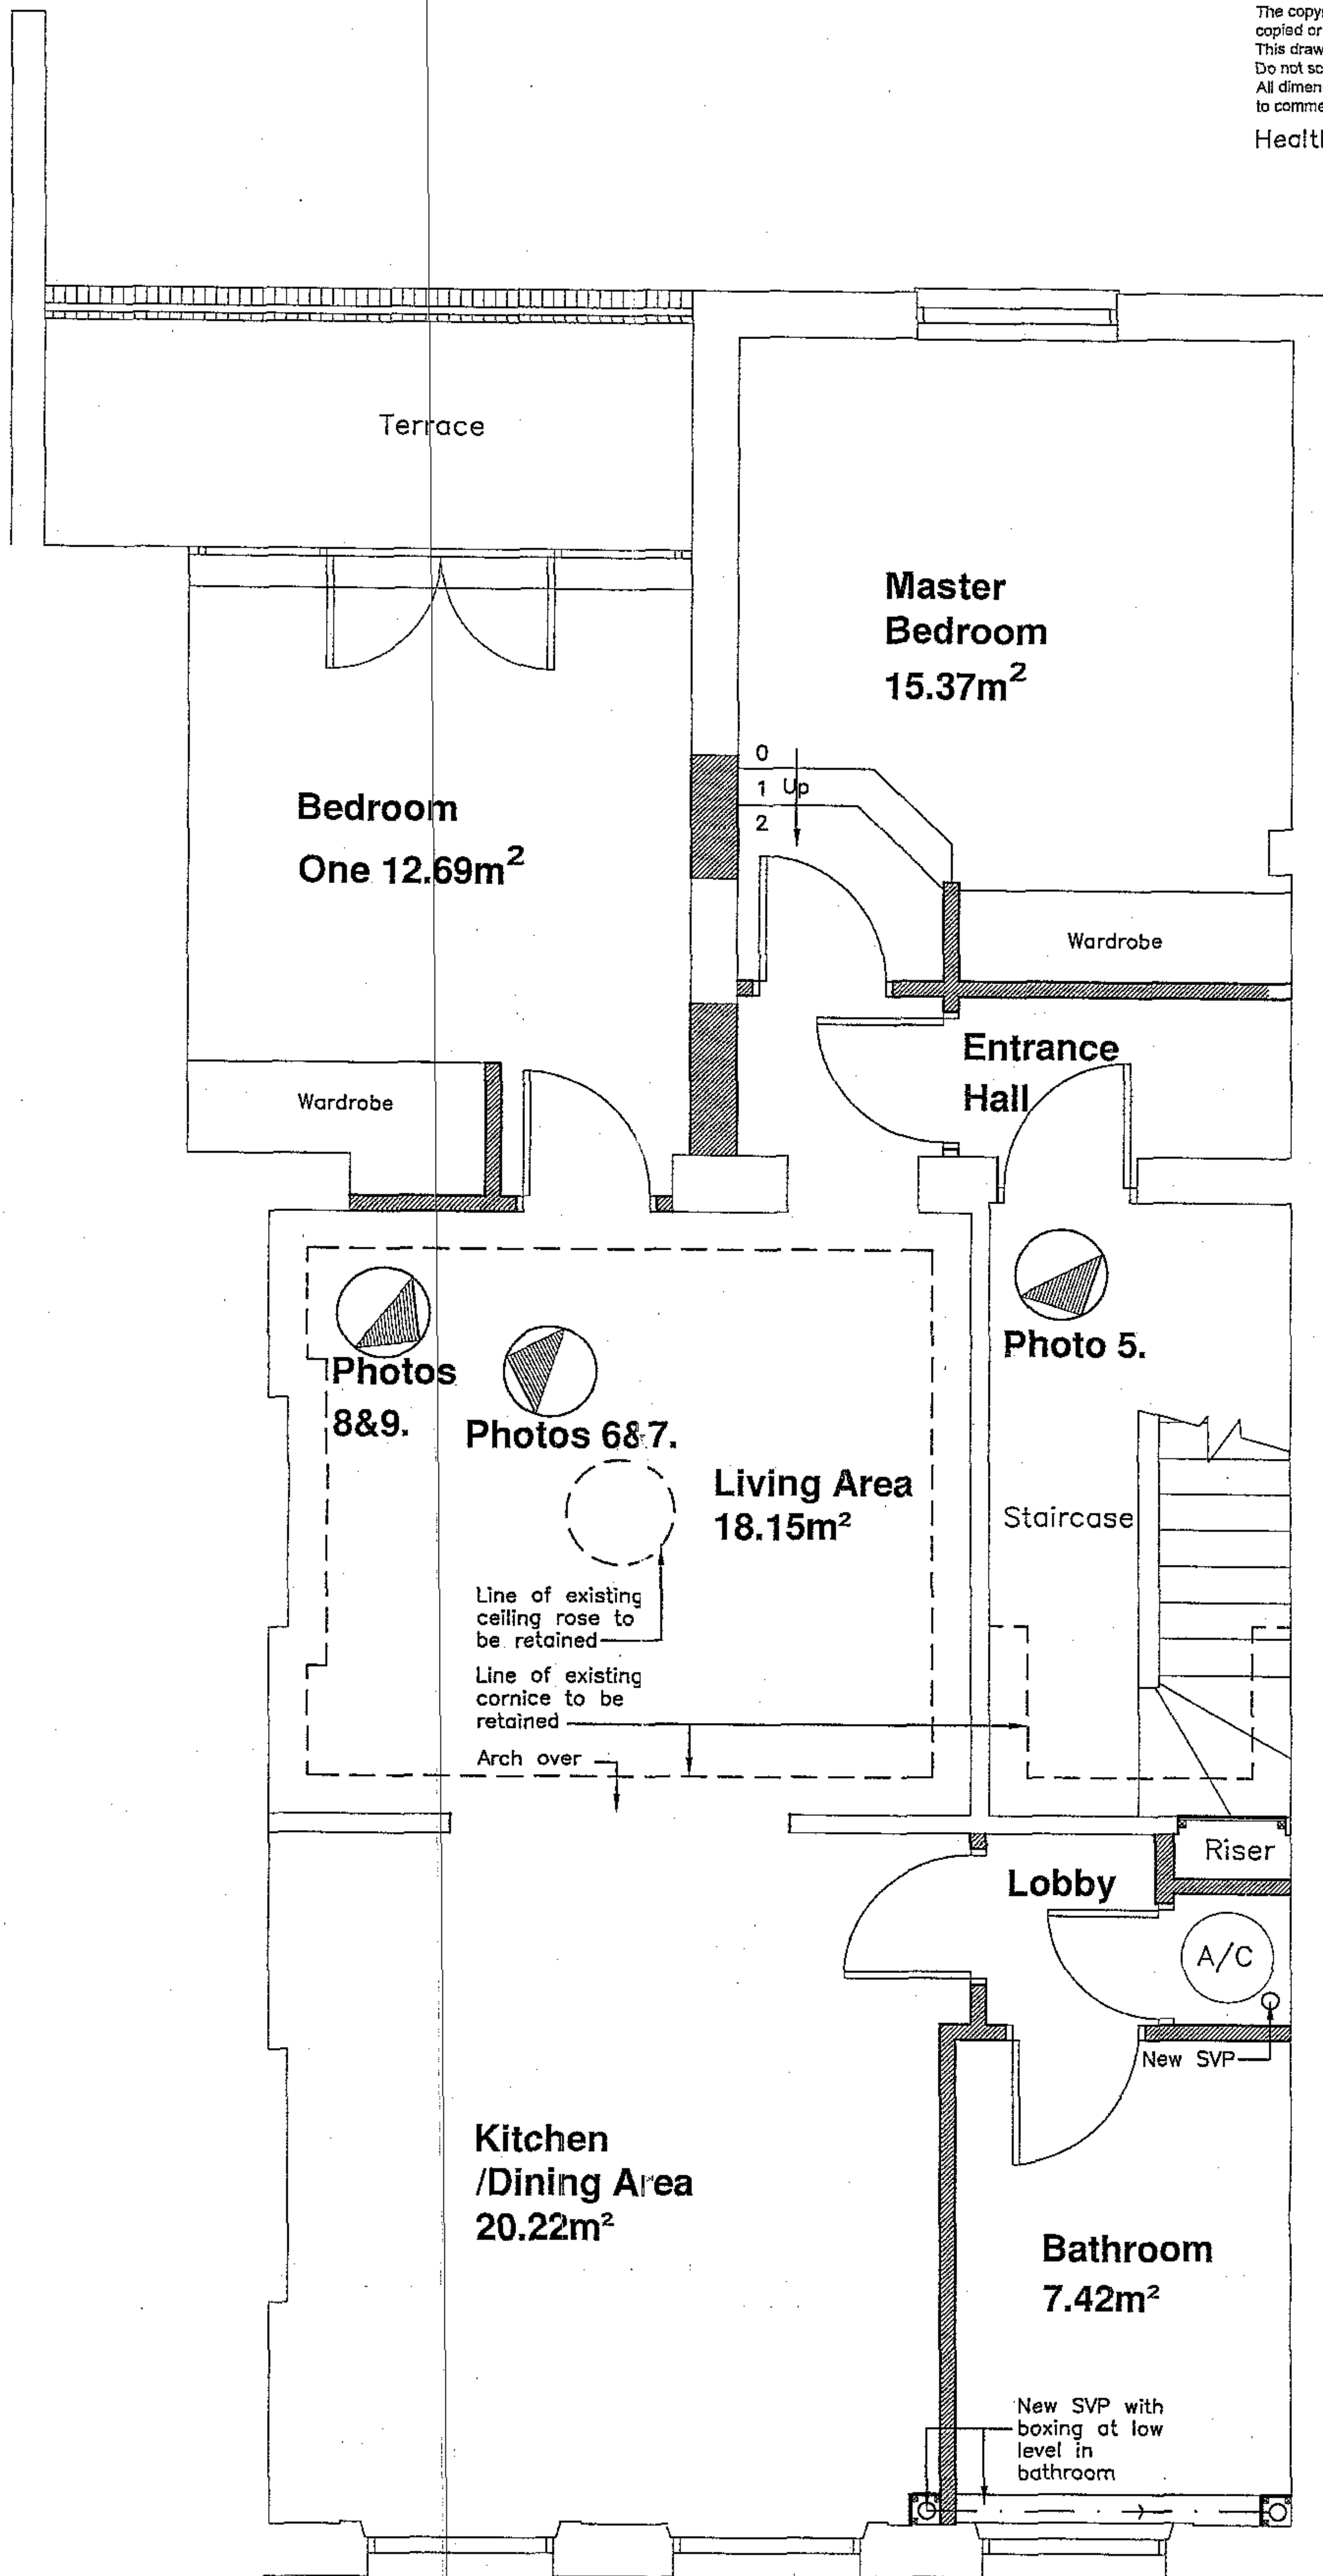 The copy
copied or
This draw
Do not sc
All dimen
to comme
Healt
Terrace
Master
Bedroom
15.37m²
0
1 Up
2
Bedroom
One 12.69m²
Wardrobe
Entrance
Hall
Wardrobe
Photos
8&9.
Photos 6&7.
Photo 5.
Living Area
18.15m²
Staircase
Line of existing
ceiling rose to
be retained
Line of existing
cornice to be
retained
Arch over
Riser
Lobby
A/C
New SVP
Kitchen
/Dining Area
20.22m²
Bathroom
7.42m²
New SVP with
boxing at low
level in
bathroom